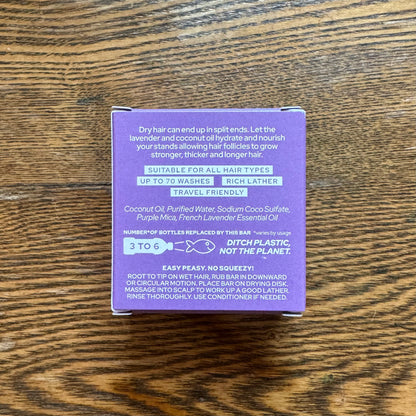 Dry hair can end up in split ends. Let the
lavender and coconut oil hydrate and nourish
your stands allowing hair follicles to grow
stronger, thicker and longer hair.
SUITABLE FOR ALL HAIR TYPES
UP TO 70 WASHES RICH LATHER
TRAVEL FRIENDLY
Coconut Oil, Purified Water, Sodium Coco Sulfate,
Purple Mica, French Lavender Essential Oil
NUMBER*OF BOTTLES REPLACED BY THIS BAR *varies by usage
3 TO 6
DITCH PLASTIC,
NOT THE PLANET.
EASY PEASY. NO SQUEEZY!
ROOT TO TIP ON WET HAIR, RUB BAR IN DOWNWARD
OR CIRCULAR MOTION. PLACE BAR ON DRYING DISK.
MASSAGE INTO SCALP TO WORK UP A GOOD LATHER.
RINSE THOROUGHLY. USE CONDITIONER IF NEEDED.